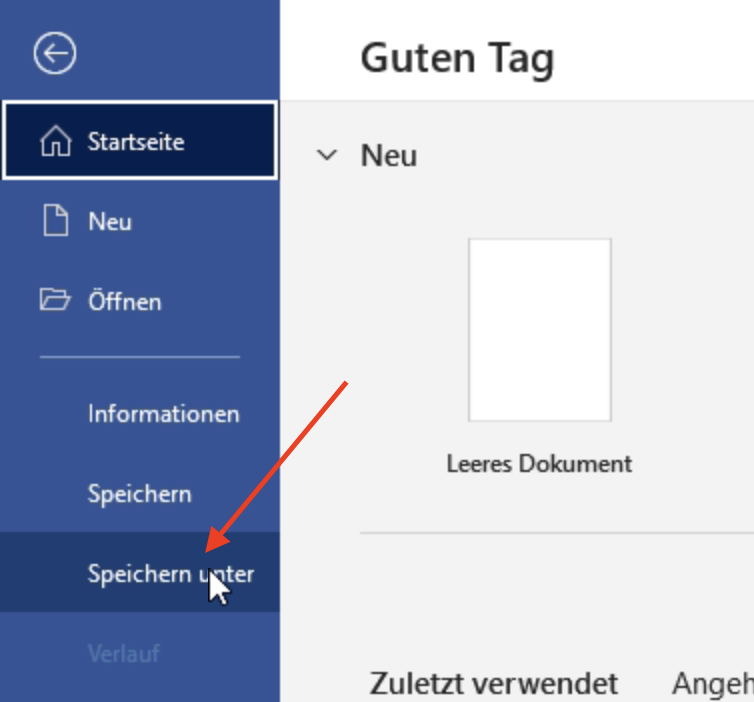 Guten Tag
Startseite
Neu
Öffnen
Informationen
Speichern
Speichern unter
Verlauf
Neu
Leeres Dokument
Zuletzt verwendet
Angeh